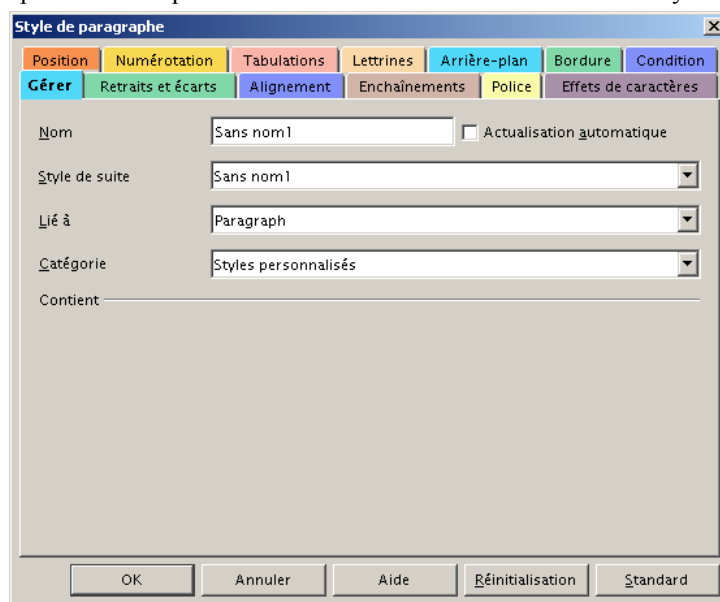 Style de paragraphe
Position Numérotation Tabulations Lettrines Arrière-plan Bordure Condition
Gérer Retraits et écarts Alignement Enchaînements Police Effets de caractères
Nom Sans nom1 Actualisation automatique
Style de suite Sans nom1
Lié à Paragraph
Catégorie Styles personnalisés
Contient
OK Annuler Aide Réinitialisation Standard